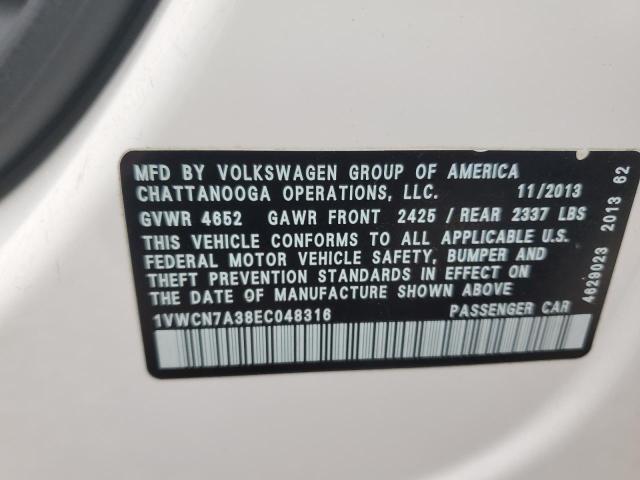 MFD BY VOLKSWAGEN GROUP OF AMERICA
CHATTANOOGA OPERATIONS, LLC. 11/2013
GVWR 4652 GAWR FRONT 2425 / REAR 2337 LBS
THIS VEHICLE CONFORMS TO ALL APPLICABLE U.S.
FEDERAL MOTOR VEHICLE SAFETY, BUMPER AND
THEFT PREVENTION STANDARDS IN EFFECT ON
THE DATE OF MANUFACTURE SHOWN ABOVE
1VWCN7A38EC048316 PASSENGER CAR
4629023 2013 62